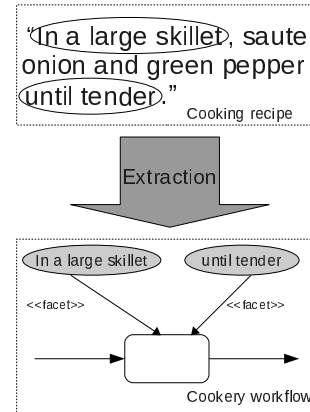 “In a large skillet, saute
onion and green pepper
until tender.”
Cooking recipe
Extraction
In a large skillet
until tender
<<facet>>
<<facet>>
Cookery workflow